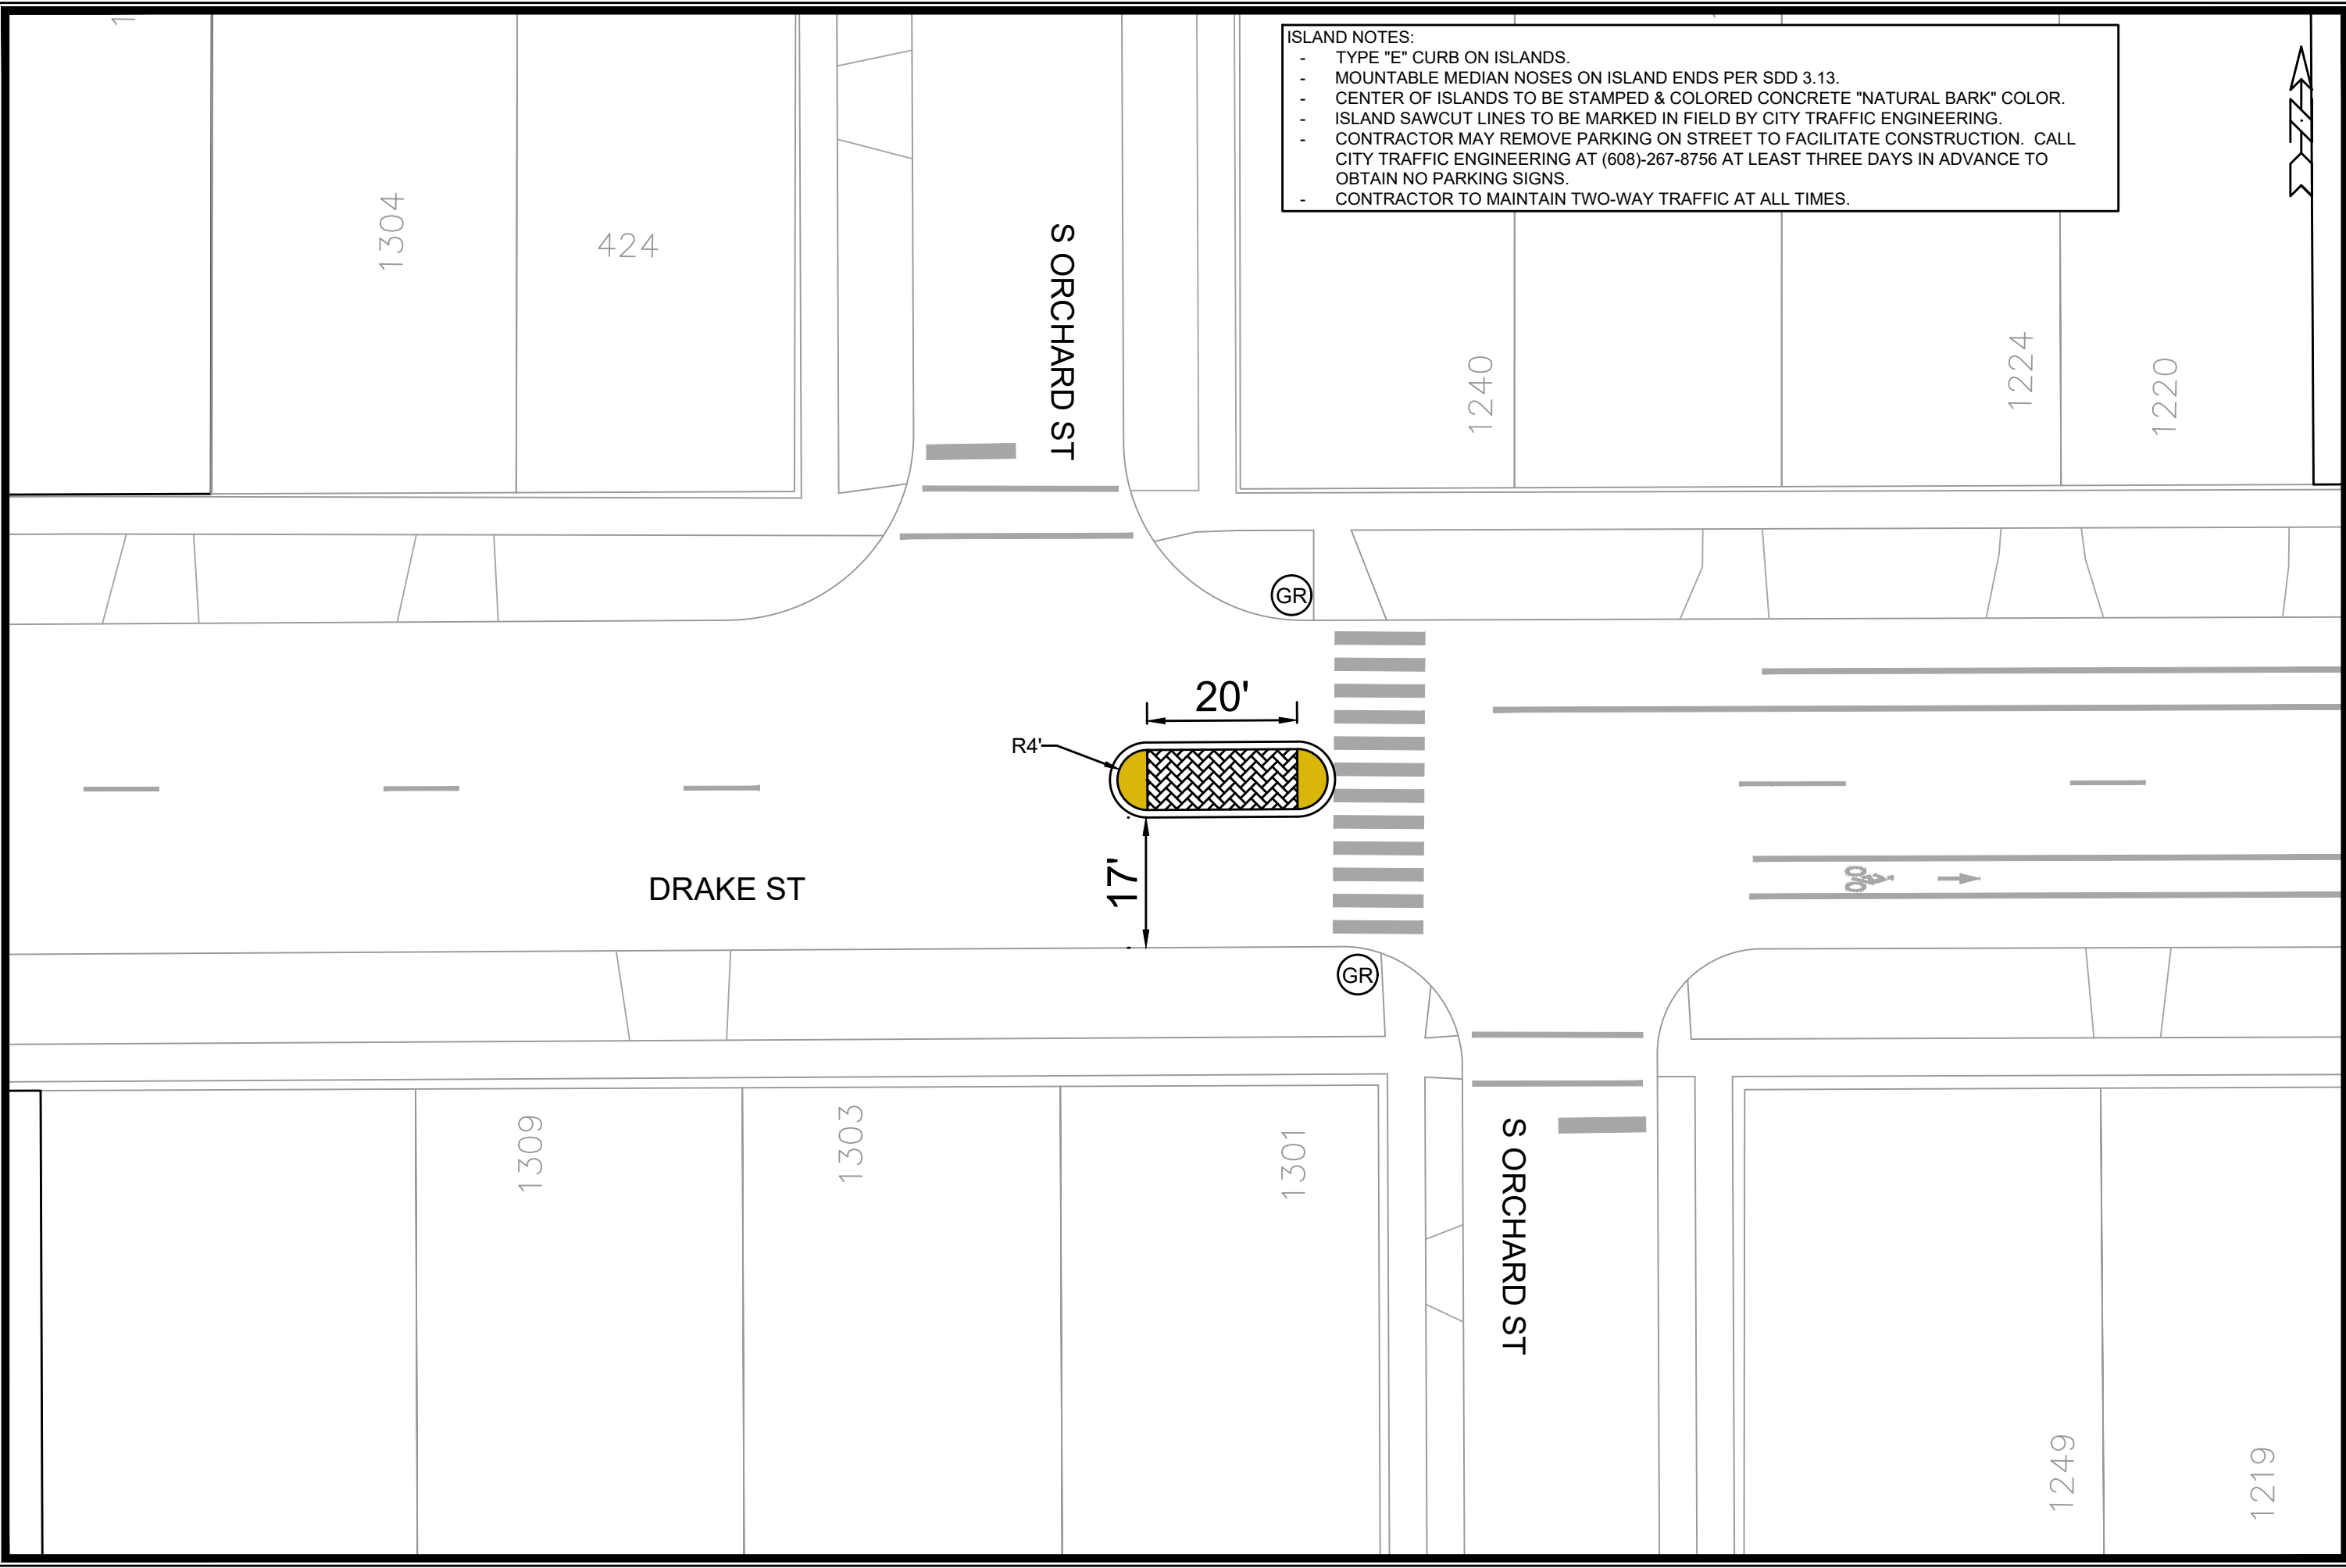 ISLAND NOTES:
- TYPE "E" CURB ON ISLANDS.
- MOUNTABLE MEDIAN NOSES ON ISLAND ENDS PER SDD 3.13.
- CENTER OF ISLANDS TO BE STAMPED & COLORED CONCRETE "NATURAL BARK" COLOR.
- ISLAND SAWCUT LINES TO BE MARKED IN FIELD BY CITY TRAFFIC ENGINEERING.
- CONTRACTOR MAY REMOVE PARKING ON STREET TO FACILITATE CONSTRUCTION. CALL
CITY TRAFFIC ENGINEERING AT (608)-267-8756 AT LEAST THREE DAYS IN ADVANCE TO
OBTAIN NO PARKING SIGNS.
- CONTRACTOR TO MAINTAIN TWO-WAY TRAFFIC AT ALL TIMES.
1304
424
S ORCHARD ST
1240
1224
1220
GR
20'
R4'
17'
DRAKE ST
GR
1309
1303
1301
S ORCHARD ST
1249
1219